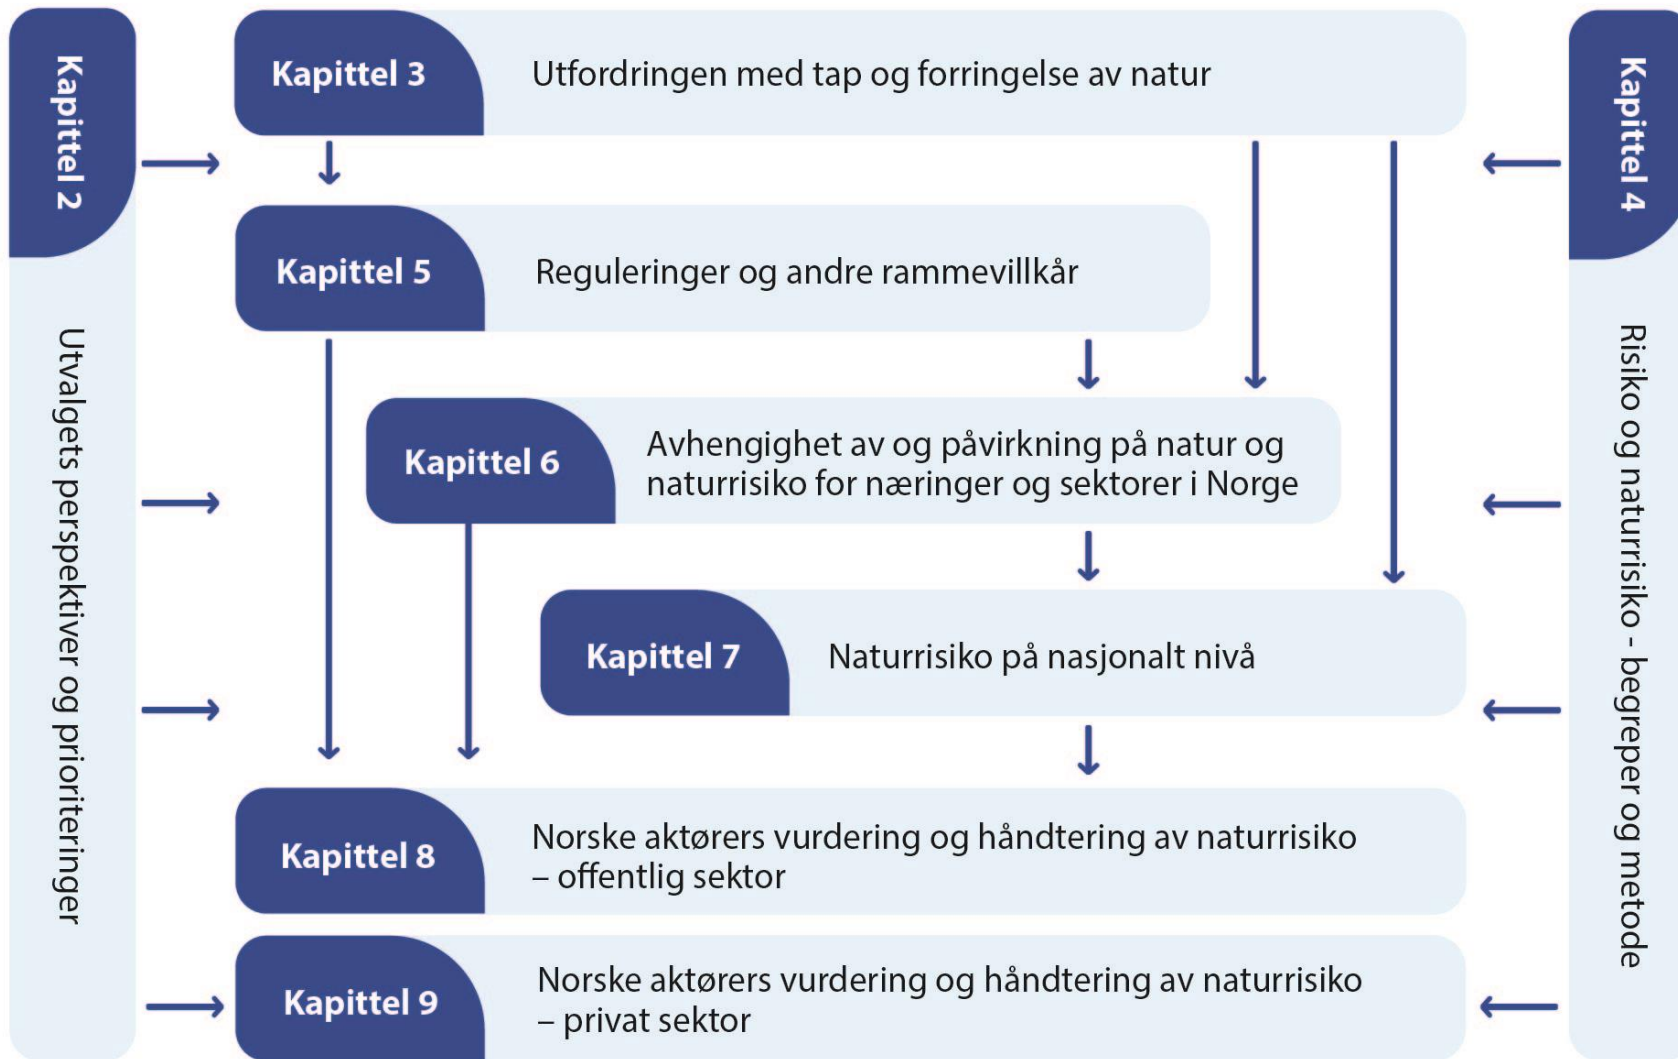 Kapittel 2
Utvalgets perspektiver og prioriteringer
Kapittel 3
Utfordringen med tap og forringelse av natur
Kapittel 5
Reguleringer og andre rammevillkår
Kapittel 6
Avhengighet av og påvirkning på natur og
naturrisiko for næringer og sektorer i Norge
Kapittel 7
Naturrisiko på nasjonalt nivå
Kapittel 8
Norske aktørers vurdering og håndtering av naturrisiko
– offentlig sektor
Kapittel 9
Norske aktørers vurdering og håndtering av naturrisiko
– privat sektor
Kapittel 4
Risiko og naturrisiko - begreper og metode